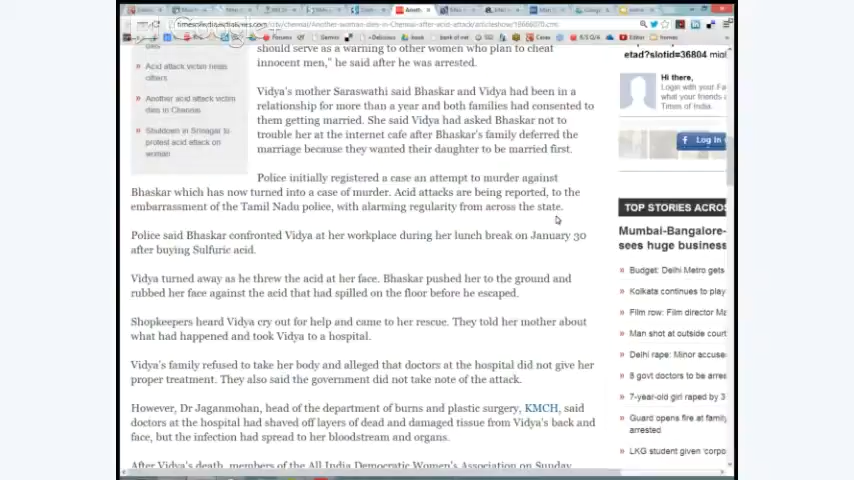 should serve as a warning to other women who plan to cheat
innocent men," he said after he was arrested.
dies
» Acid attack victim
others
» Another acid attack victim
dies in Chennai
» Shutdown in Srinagar to
protest acid attack on
woman
Vidya's mother Saraswathi said Bhaskar and Vidya had been in a
relationship for more than a year and both families had consented to
them getting married. She said Vidya had asked Bhaskar not to
trouble her at the internet cafe after Bhaskar's family deferred the
marriage because they wanted their daughter to be married first.
Police initially registered a case an attempt to murder against
Bhaskar which has now turned into a case of murder. Acid attacks are being reported, to the
embarrassment of the Tamil Nadu police, with alarming regularity from across the state.
Police said Bhaskar confronted Vidya at her workplace during her lunch break on January 30
after buying Sulfuric acid.
Vidya turned away as he threw the acid at her face. Bhaskar pushed her to the ground and
rubbed her face against the acid that had spilled on the floor before he escaped.
Shopkeepers heard Vidya cry out for help and came to her rescue. They told her mother about
what had happened and took Vidya to a hospital.
Vidya's family refused to take her body and alleged that doctors at the hospital did not give her
proper treatment. They also said the government did not take note of the attack.
However, Dr Jaganmohan, head of the department of burns and plastic surgery, KMCH, said
doctors at the hospital had shaved off layers of dead and damaged tissue from Vidya's back and
face, but the infection had spread to her bloodstream and organs.
After Vidya's death, members of the All India Democratic Women's Association on Sunday
etad?slotid=36804
Hi there,
Login with your Fa
what your friends a
Times of India.
Log In
TOP STORIES ACROS
Mumbai-Bangalore-
sees huge business
» Budget: Delhi Metro gets
» Kolkata continues to play
» Film row: Film director Ma
» Man shot at outside court
» Delhi rape: Minor accuse
» 8 govt doctors to be arres
» 7-year-old girl raped by 3
» Guard opens fire at family
arrested
» LKG student given 'corpo